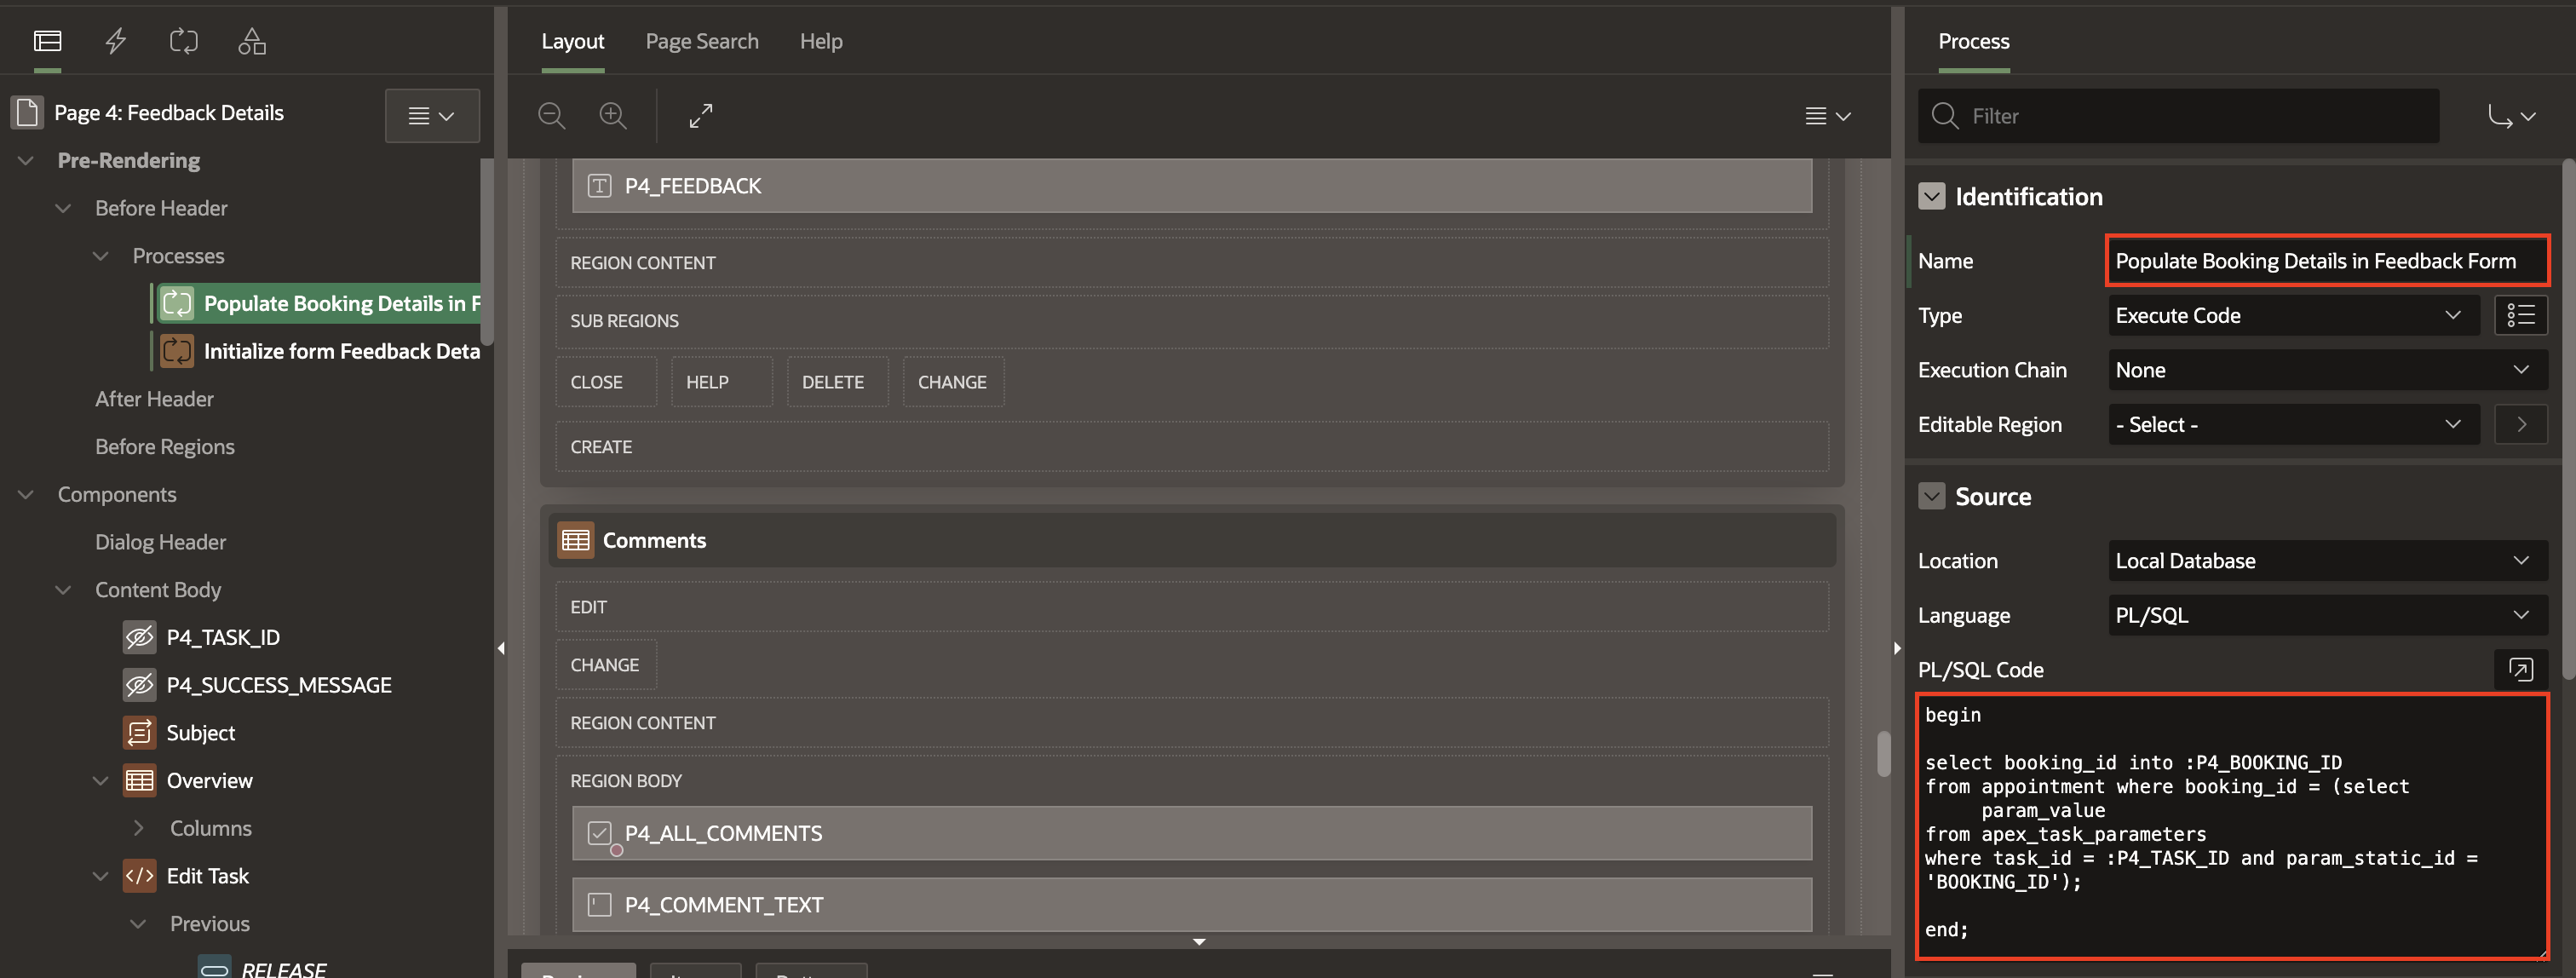 Page 4: Feedback Details
Pre-Rendering
Before Header
Processes
Populate Booking Details in F
Initialize form Feedback Deta
After Header
Before Regions
Components
Dialog Header
Content Body
P4_TASK_ID
P4_SUCCESS_MESSAGE
Subject
Overview
Columns
Edit Task
Previous
RELEASE
Layout Page Search Help
P4_FEEDBACK
REGION CONTENT
SUB REGIONS
CLOSE HELP DELETE CHANGE
CREATE
Comments
EDIT
CHANGE
REGION CONTENT
REGION BODY
P4_ALL_COMMENTS
P4_COMMENT_TEXT
Process
Filter
Identification
Name Populate Booking Details in Feedback Form
Type Execute Code
Execution Chain None
Editable Region - Select -
Source
Location Local Database
Language PL/SQL
PL/SQL Code
begin
select booking_id into :P4_BOOKING_ID
from appointment where booking_id = (select
param_value
from apex_task_parameters
where task_id = :P4_TASK_ID and param_static_id =
'BOOKING_ID');
end;